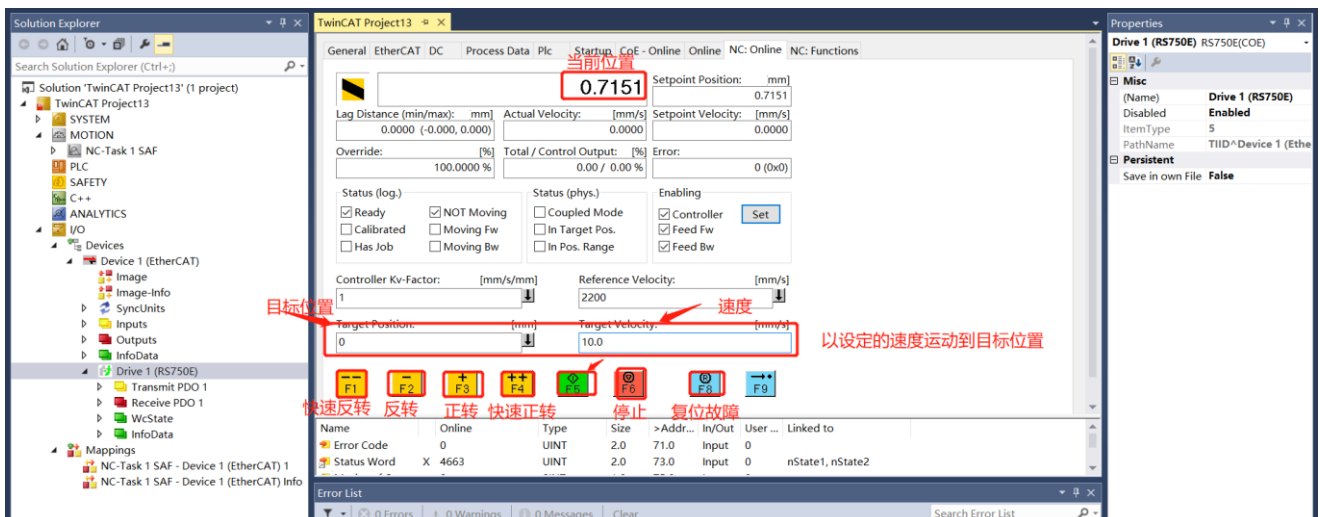 Solution Explorer
Search Solution Explorer (Ctrl+;)
Solution 'TwinCAT Project13' (1 project)
TwinCAT Project13
SYSTEM
MOTION
NC-Task 1 SAF
PLC
SAFETY
C++
ANALYTICS
I/O
Devices
Device 1 (EtherCAT)
Image
Image-Info
SyncUnits
Inputs
Outputs
InfoData
Drive 1 (RS750E)
Transmit PDO 1
Receive PDO 1
WcState
InfoData
Mappings
NC-Task 1 SAF - Device 1 (EtherCAT) 1
NC-Task 1 SAF - Device 1 (EtherCAT) Info
TwinCAT Project13
General EtherCAT DC Process Data Plc Startup CoE - Online Online NC: Online NC: Functions
当前位置
0.7151
Setpoint Position: mm]
0.7151
Lag Distance (min/max): mm] Actual Velocity: [mm/s] Setpoint Velocity: [mm/s]
0.0000 (-0.000, 0.000) 0.0000 0.0000
Override: [%] Total / Control Output: [%] Error:
100.0000 % 0.00 / 0.00 % 0 (0x0)
Status (log.) Status (phys.) Enabling
Ready NOT Moving Coupled Mode Controller Set
Calibrated Moving Fw In Target Pos. Feed Fw
Has Job Moving Bw In Pos. Range Feed Bw
Controller Kv-Factor: [mm/s/mm] Reference Velocity: [mm/s]
1 2200
目标位置 速度
Target Position: [mm] Target Velocity: [mm/s]
0 10.0
以设定的速度运动到目标位置
-- - + ++
F1 F2 F3 F4 F5 F6 F8 F9
快速反转 反转 正转 快速正转 停止 复位故障
Name Online Type Size >Addr... In/Out User ... Linked to
Error Code 0 UINT 2.0 71.0 Input 0
Status Word X 4663 UINT 2.0 73.0 Input 0 nState1, nState2
Error List
0 Errors 0 Warnings 0 Messages Clear
Search Error List
Properties
Drive 1 (RS750E) RS750E(COE)
Misc
(Name) Drive 1 (RS750E)
Disabled Enabled
ItemType 5
PathName TIID^Device 1 (Ethe
Persistent
Save in own File False